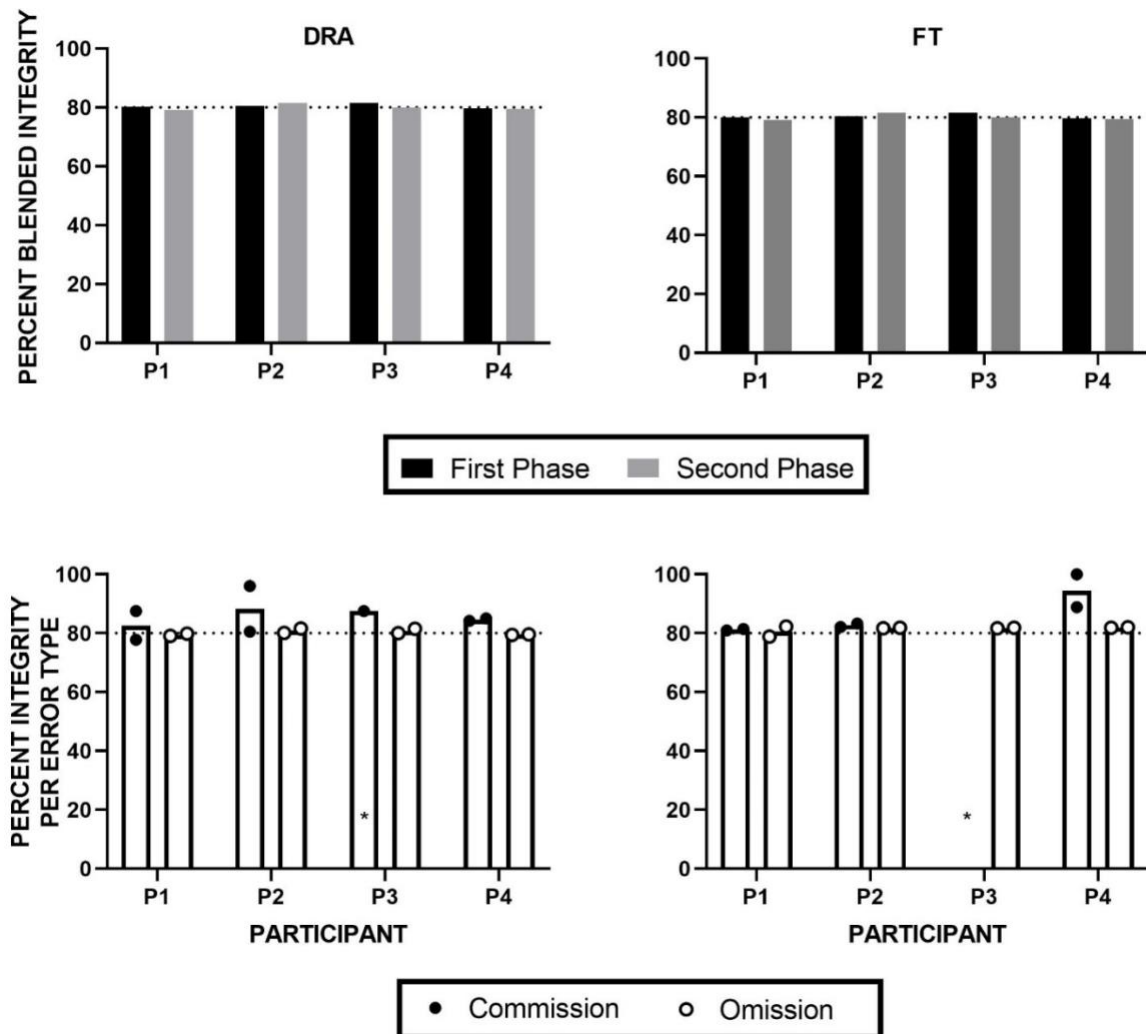 DRA
PERCENT BLENDED INTEGRITY
100
80
60
40
20
0
P1 P2 P3 P4
FT
100
80
60
40
20
0
P1 P2 P3 P4
First Phase Second Phase
PERCENT INTEGRITY
PER ERROR TYPE
100
80
60
40
20
0
*
P1 P2 P3 P4
PARTICIPANT
100
80
60
40
20
0
*
P1 P2 P3 P4
PARTICIPANT
Commission Omission